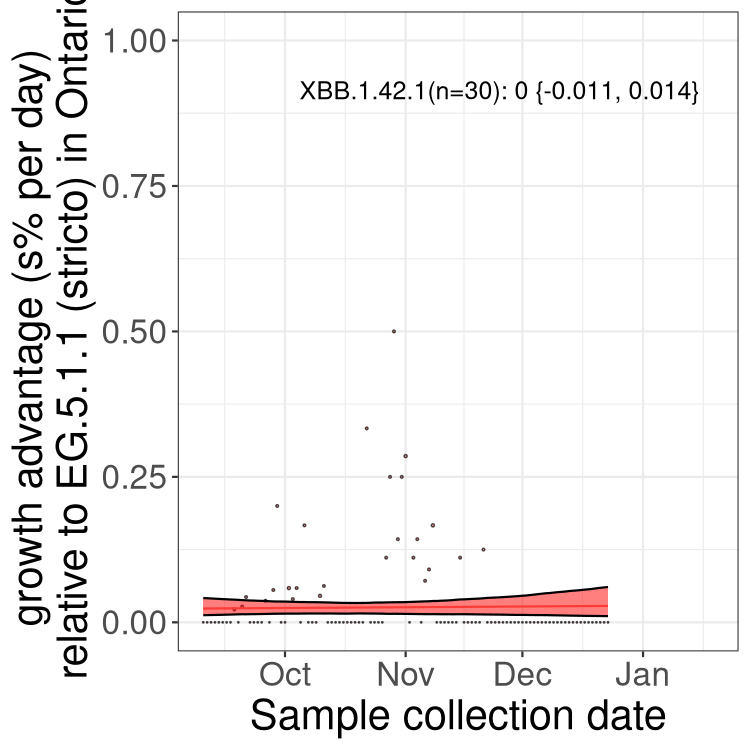 growth advantage (s% per day)
relative to EG.5.1.1 (stricto) in Ontario
1.00
0.75
0.50
0.25
0.00
XBB.1.42.1(n=30): 0 {-0.011, 0.014}
Oct Nov Dec Jan
Sample collection date